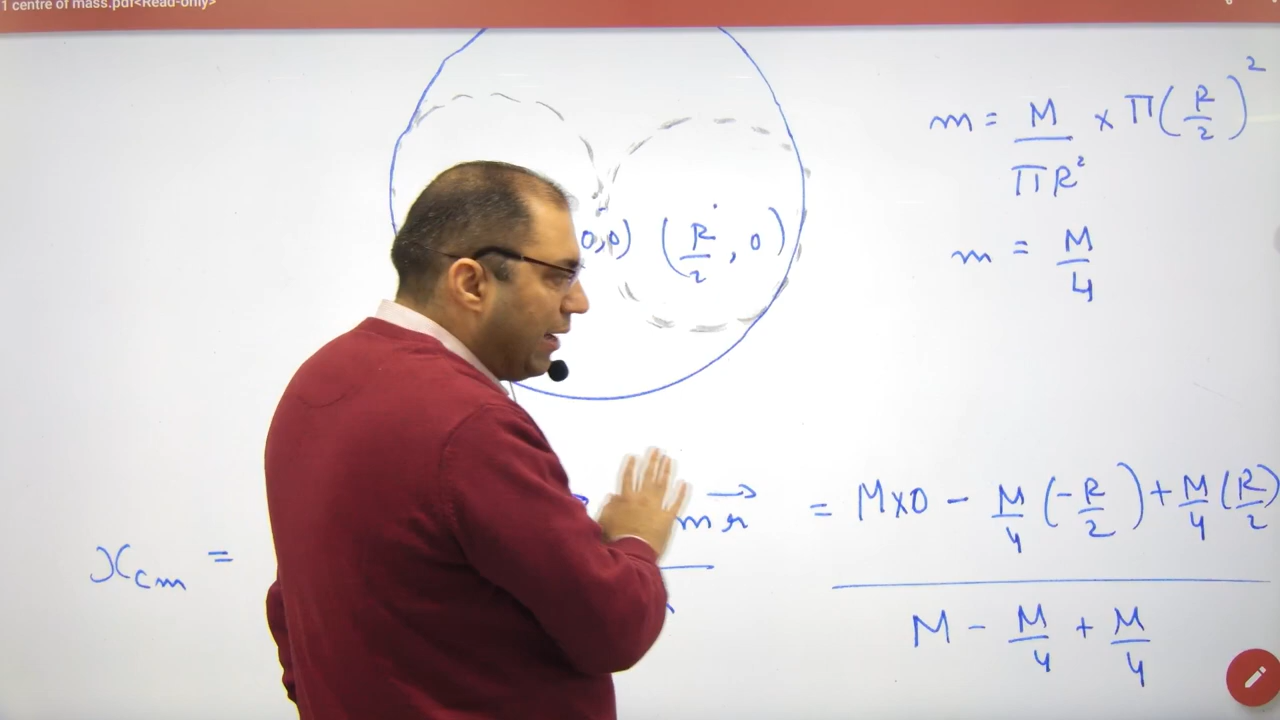 1 centre of mass.pdf<Read-only>
m = M/πR² × π(R/2)²
0,0) (R/2, 0)
m = M/4
x_cm =
m r⃗ = M×0 - M/4 (-R/2) + M/4 (R/2)
M - M/4 + M/4